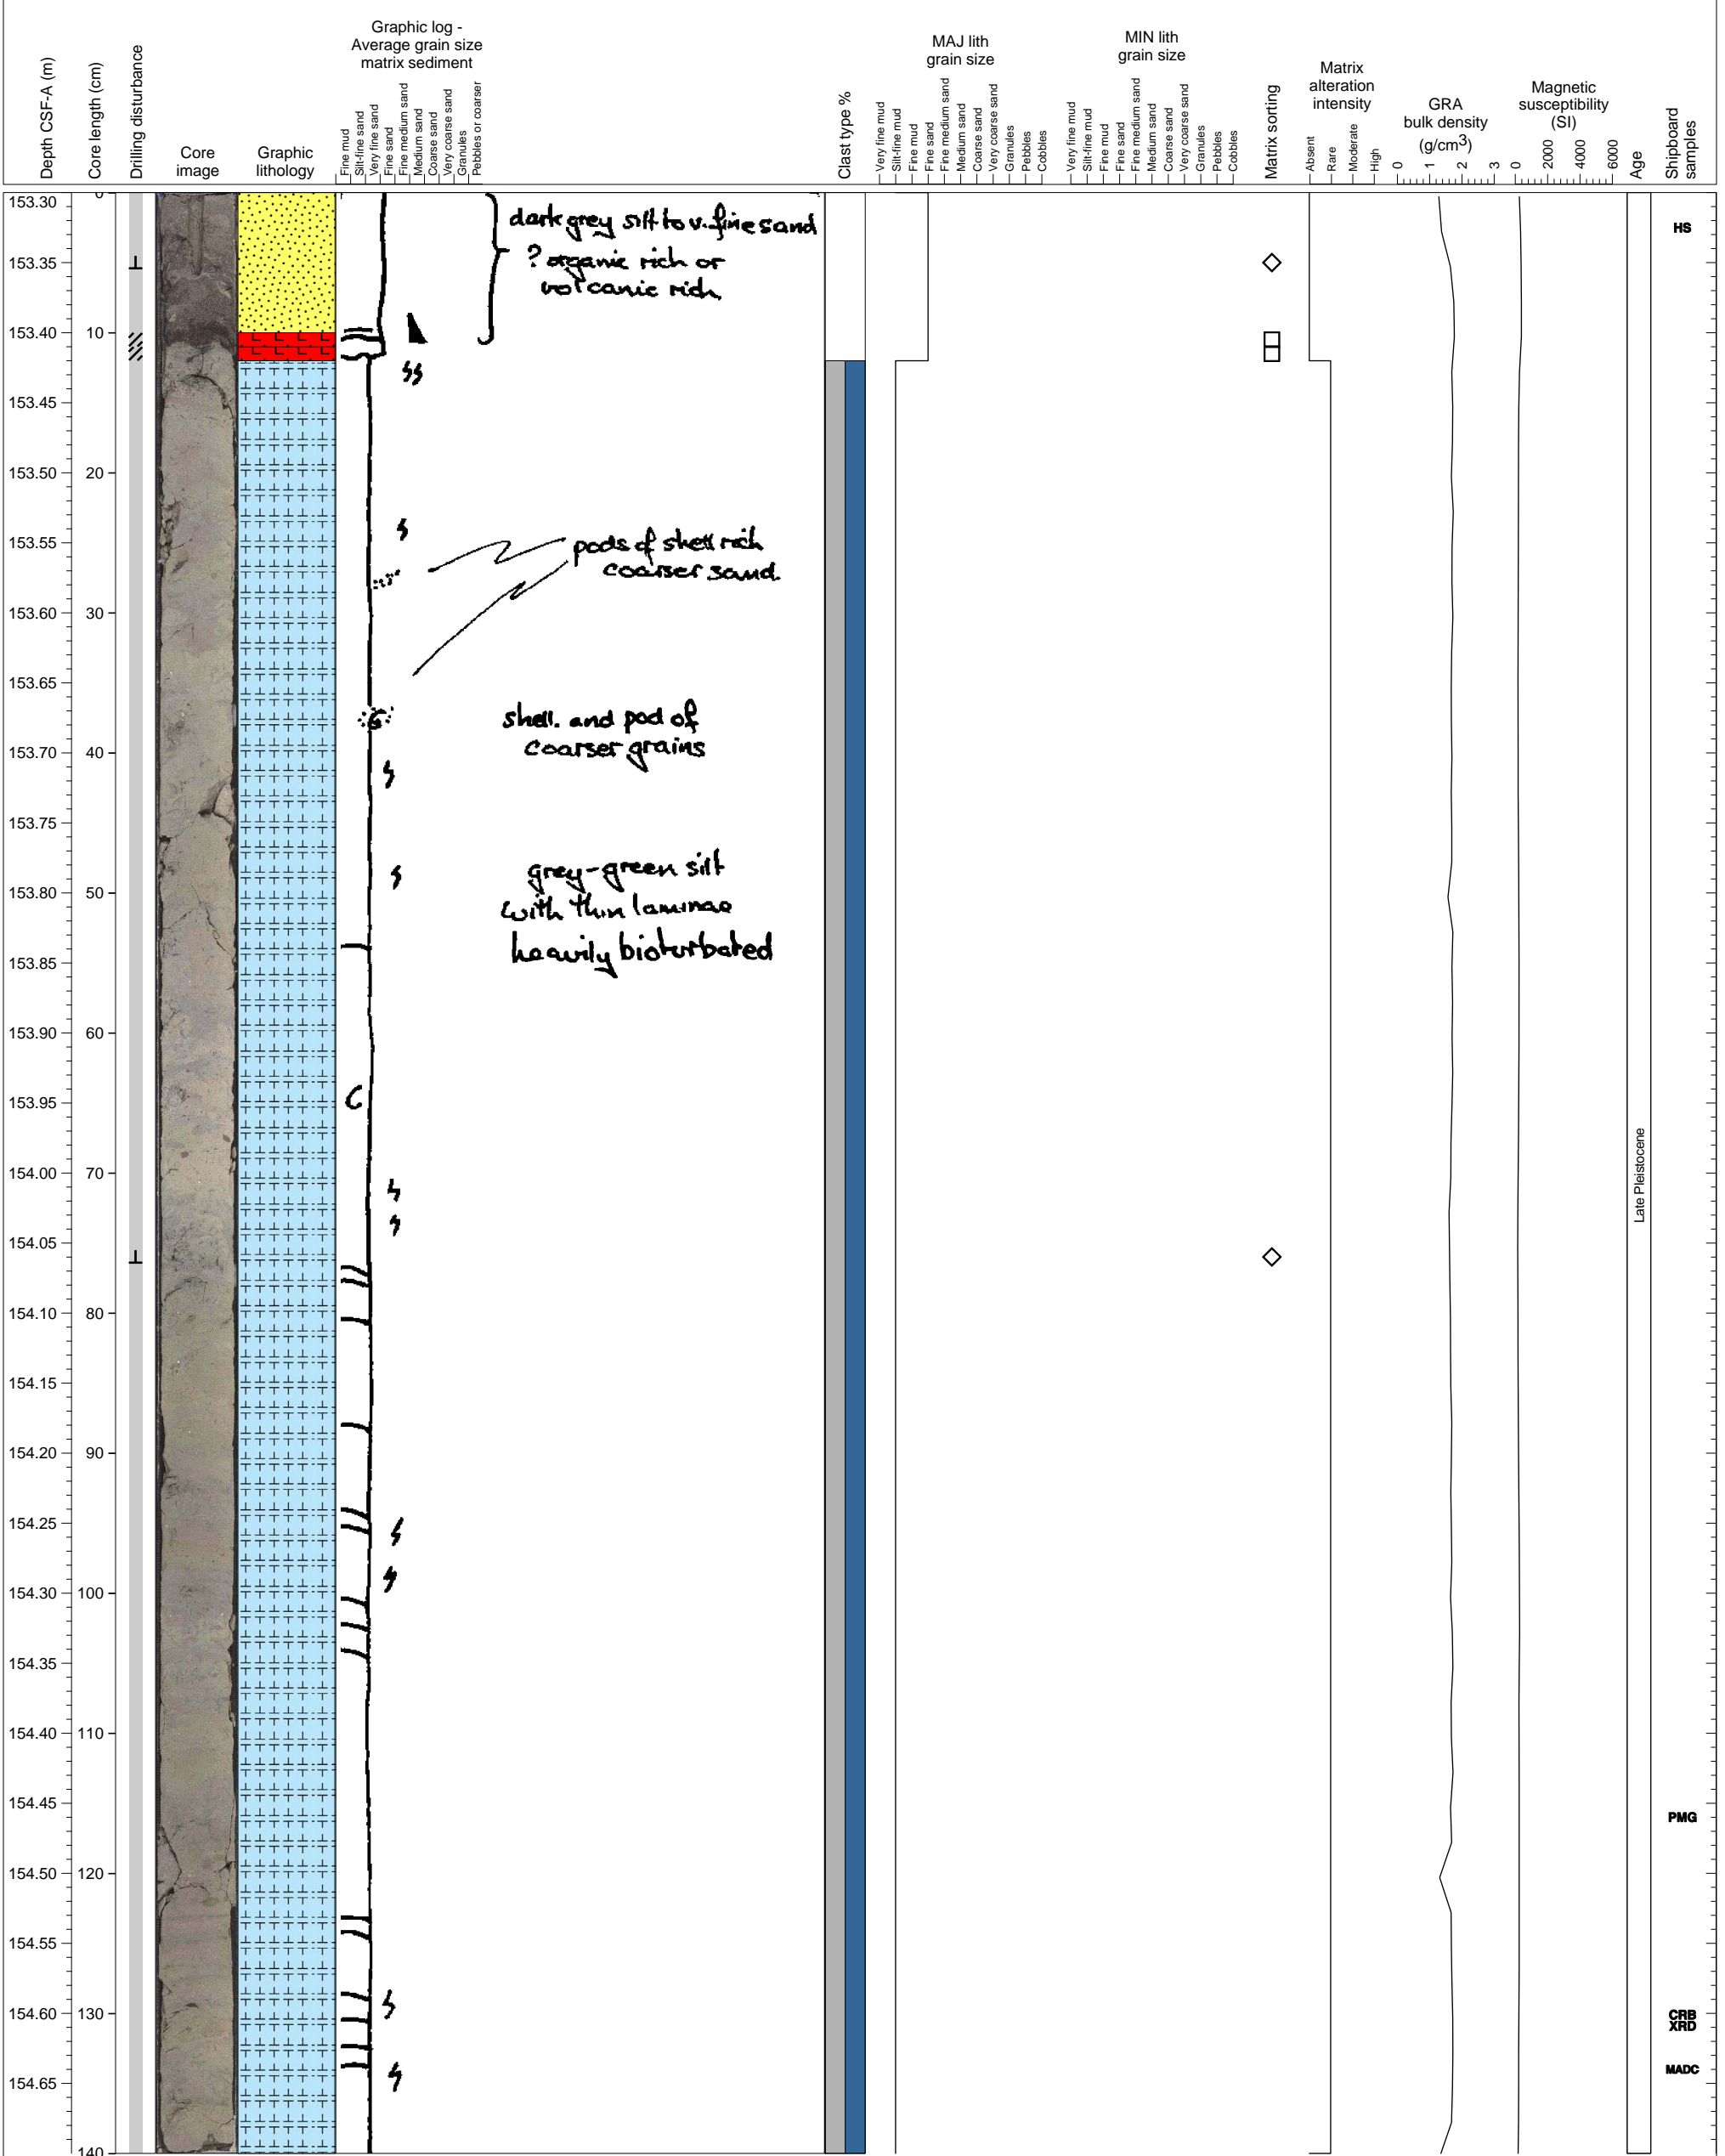 Depth CSF-A (m)
Core length (cm)
Drilling disturbance
Core
image
Graphic
lithology
Graphic log -
Average grain size
matrix sediment
Fine mud
Silt-fine sand
Very fine sand
Fine sand
Fine medium sand
Medium sand
Coarse sand
Very coarse sand
Granules
Pebbles or coarser
Clast type %
MAJ lith
grain size
Very fine mud
Silt-fine mud
Fine mud
Fine sand
Fine medium sand
Medium sand
Coarse sand
Very coarse sand
Granules
Pebbles
Cobbles
MIN lith
grain size
Very fine mud
Silt-fine mud
Fine mud
Fine sand
Fine medium sand
Medium sand
Coarse sand
Very coarse sand
Granules
Pebbles
Cobbles
Matrix sorting
Matrix
alteration
intensity
Absent
Rare
Moderate
High
GRA
bulk density
(g/cm3)
0
1
2
3
Magnetic
susceptibility
(SI)
0
2000
4000
6000
Age
Shipboard
samples
0
153.30
dark grey silt to v. fine sand
HS
153.35
? organic rich or
volcanic rich
153.40 10
153.45
153.50 20
153.55
pods of shell rich
coarser sand.
153.60 30
153.65
shell. and pod of
153.70 40
coarser grains
153.75
153.80 50
grey-green silt
with thin laminae
heavily bioturbated
153.85
153.90 60
153.95
154.00 70
Late Pleistocene
154.05
154.10 80
154.15
154.20 90
154.25
154.30 100
154.35
154.40 110
154.45
PMG
154.50 120
154.55
154.60 130
CRB
XRD
154.65
MADC
140